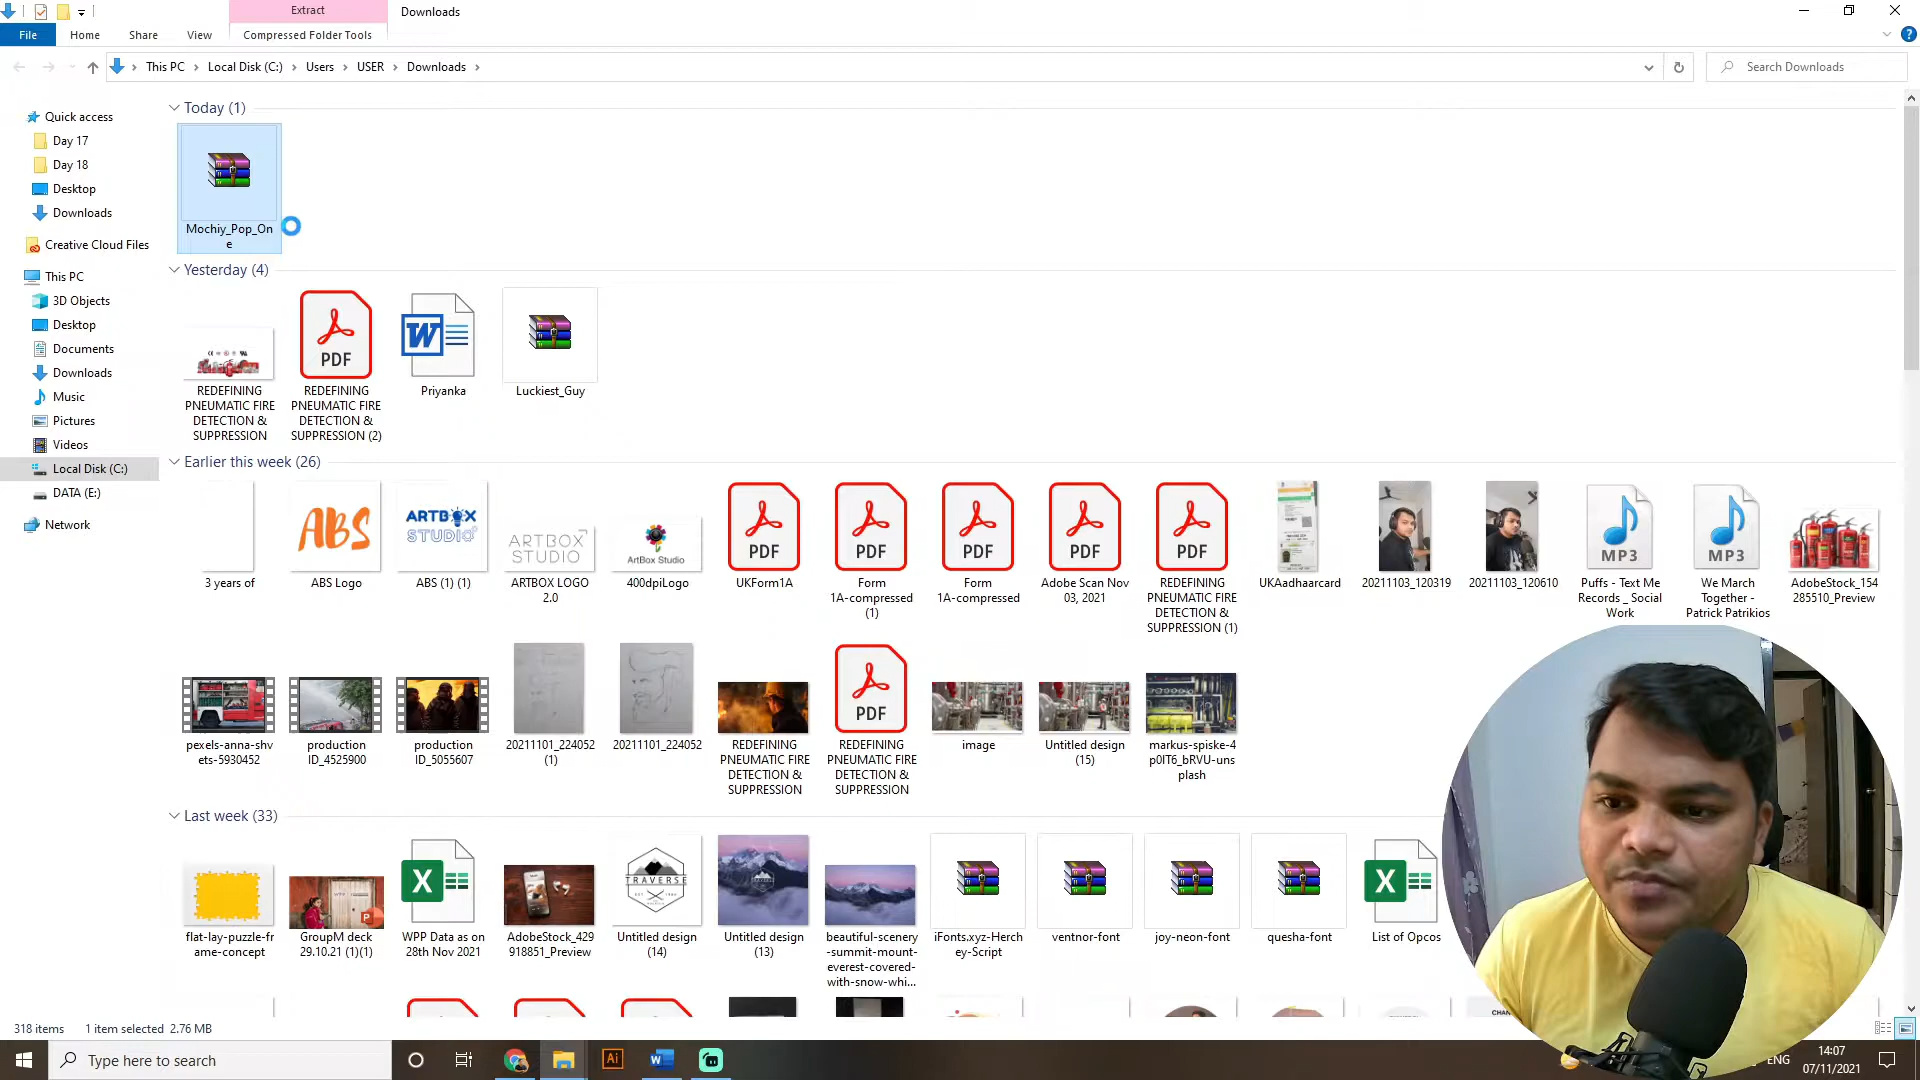 Extract
Downloads
File
Home
Share
View
Compressed Folder Tools
This PC
Local Disk (C:)
Users
USER
Downloads
Search Downloads
Quick access
Day 17
Day 18
Desktop
Downloads
Creative Cloud Files
This PC
3D Objects
Desktop
Documents
Downloads
Music
Pictures
Videos
Local Disk (C:)
DATA (E:)
Network
Today (1)
Mochiy_Pop_On
e
Yesterday (4)
REDEFINING
PNEUMATIC FIRE
DETECTION &
SUPPRESSION
PDF
REDEFINING
PNEUMATIC FIRE
DETECTION &
SUPPRESSION (2)
W
Priyanka
Luckiest_Guy
Earlier this week (26)
3 years of
ABS
ABS Logo
ARTBOX
STUDIO
ABS (1) (1)
ARTBOX
STUDIO
ARTBOX LOGO
2.0
ArtBox Studio
400dpiLogo
PDF
UKForm1A
PDF
Form
1A-compressed
(1)
PDF
Form
1A-compressed
PDF
Adobe Scan Nov
03, 2021
PDF
REDEFINING
PNEUMATIC FIRE
DETECTION &
SUPPRESSION (1)
UKAadhaarcard
20211103_120319
20211103_120610
MP3
Puffs - Text Me
Records _ Social
Work
MP3
We March
Together -
Patrick Patrikios
AdobeStock_154
285510_Preview
pexels-anna-shv
ets-5930452
production
ID_4525900
production
ID_5055607
20211101_224052
(1)
20211101_224052
REDEFINING
PNEUMATIC FIRE
DETECTION &
SUPPRESSION
PDF
REDEFINING
PNEUMATIC FIRE
DETECTION &
SUPPRESSION
image
Untitled design
(15)
markus-spiske-4
p0IT6_bRVU-uns
plash
Last week (33)
flat-lay-puzzle-fr
ame-concept
WPP
P
GroupM deck
29.10.21 (1)(1)
X
WPP Data as on
28th Nov 2021
AdobeStock_429
918851_Preview
TRAVERSE
Untitled design
(14)
Untitled design
(13)
beautiful-scenery
-summit-mount-
everest-covered-
with-snow-whi...
iFonts.xyz-Herch
ey-Script
ventnor-font
joy-neon-font
quesha-font
X
List of Opcos
318 items
1 item selected 2.76 MB
Type here to search
Ai
W
ENG
14:07
07/11/2021